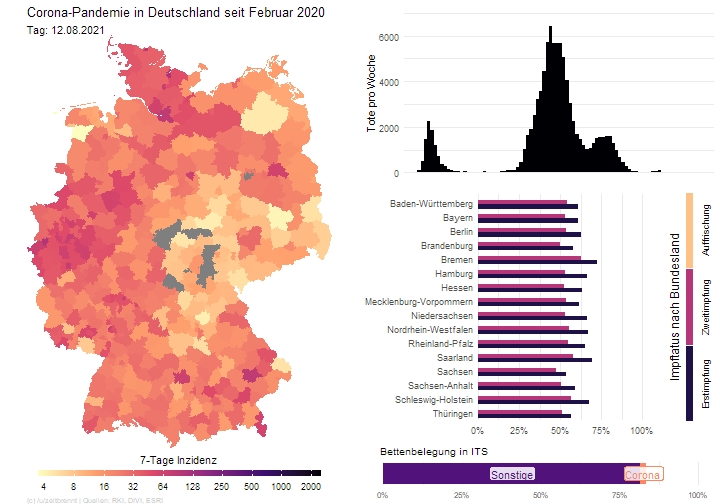 Corona-Pandemie in Deutschland seit Februar 2020
Tag: 12.08.2021
7-Tage Inzidenz
4 8 16 32 64 100 200 500 1000 2000
(c) /u/zeitbrennt | Quellen: RKI, DIVI, ESRI
Tote pro Woche
6000
4000
2000
0
Baden-Württemberg
Bayern
Berlin
Brandenburg
Bremen
Hamburg
Hessen
Mecklenburg-Vorpommern
Niedersachsen
Nordrhein-Westfalen
Rheinland-Pfalz
Saarland
Sachsen
Sachsen-Anhalt
Schleswig-Holstein
Thüringen
0% 25% 50% 75% 100%
Impfstatus nach Bundesland
Auffrischung
Zweitimpfung
Erstimpfung
Bettenbelegung in ITS
Sonstige
Corona
0% 25% 50% 75% 100%